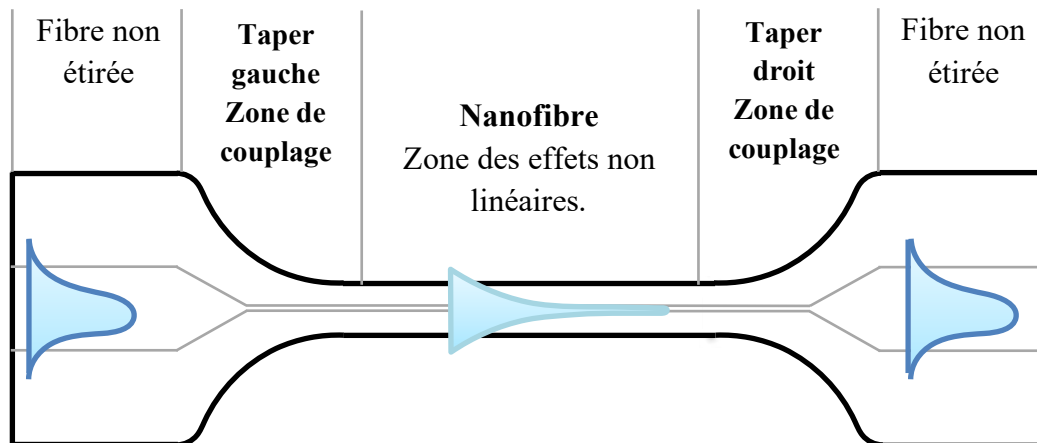 Fibre non
étirée
Taper
gauche
Zone de
couplage
Nanofibre
Zone des effets non
linéaires.
Taper
droit
Zone de
couplage
Fibre non
étirée